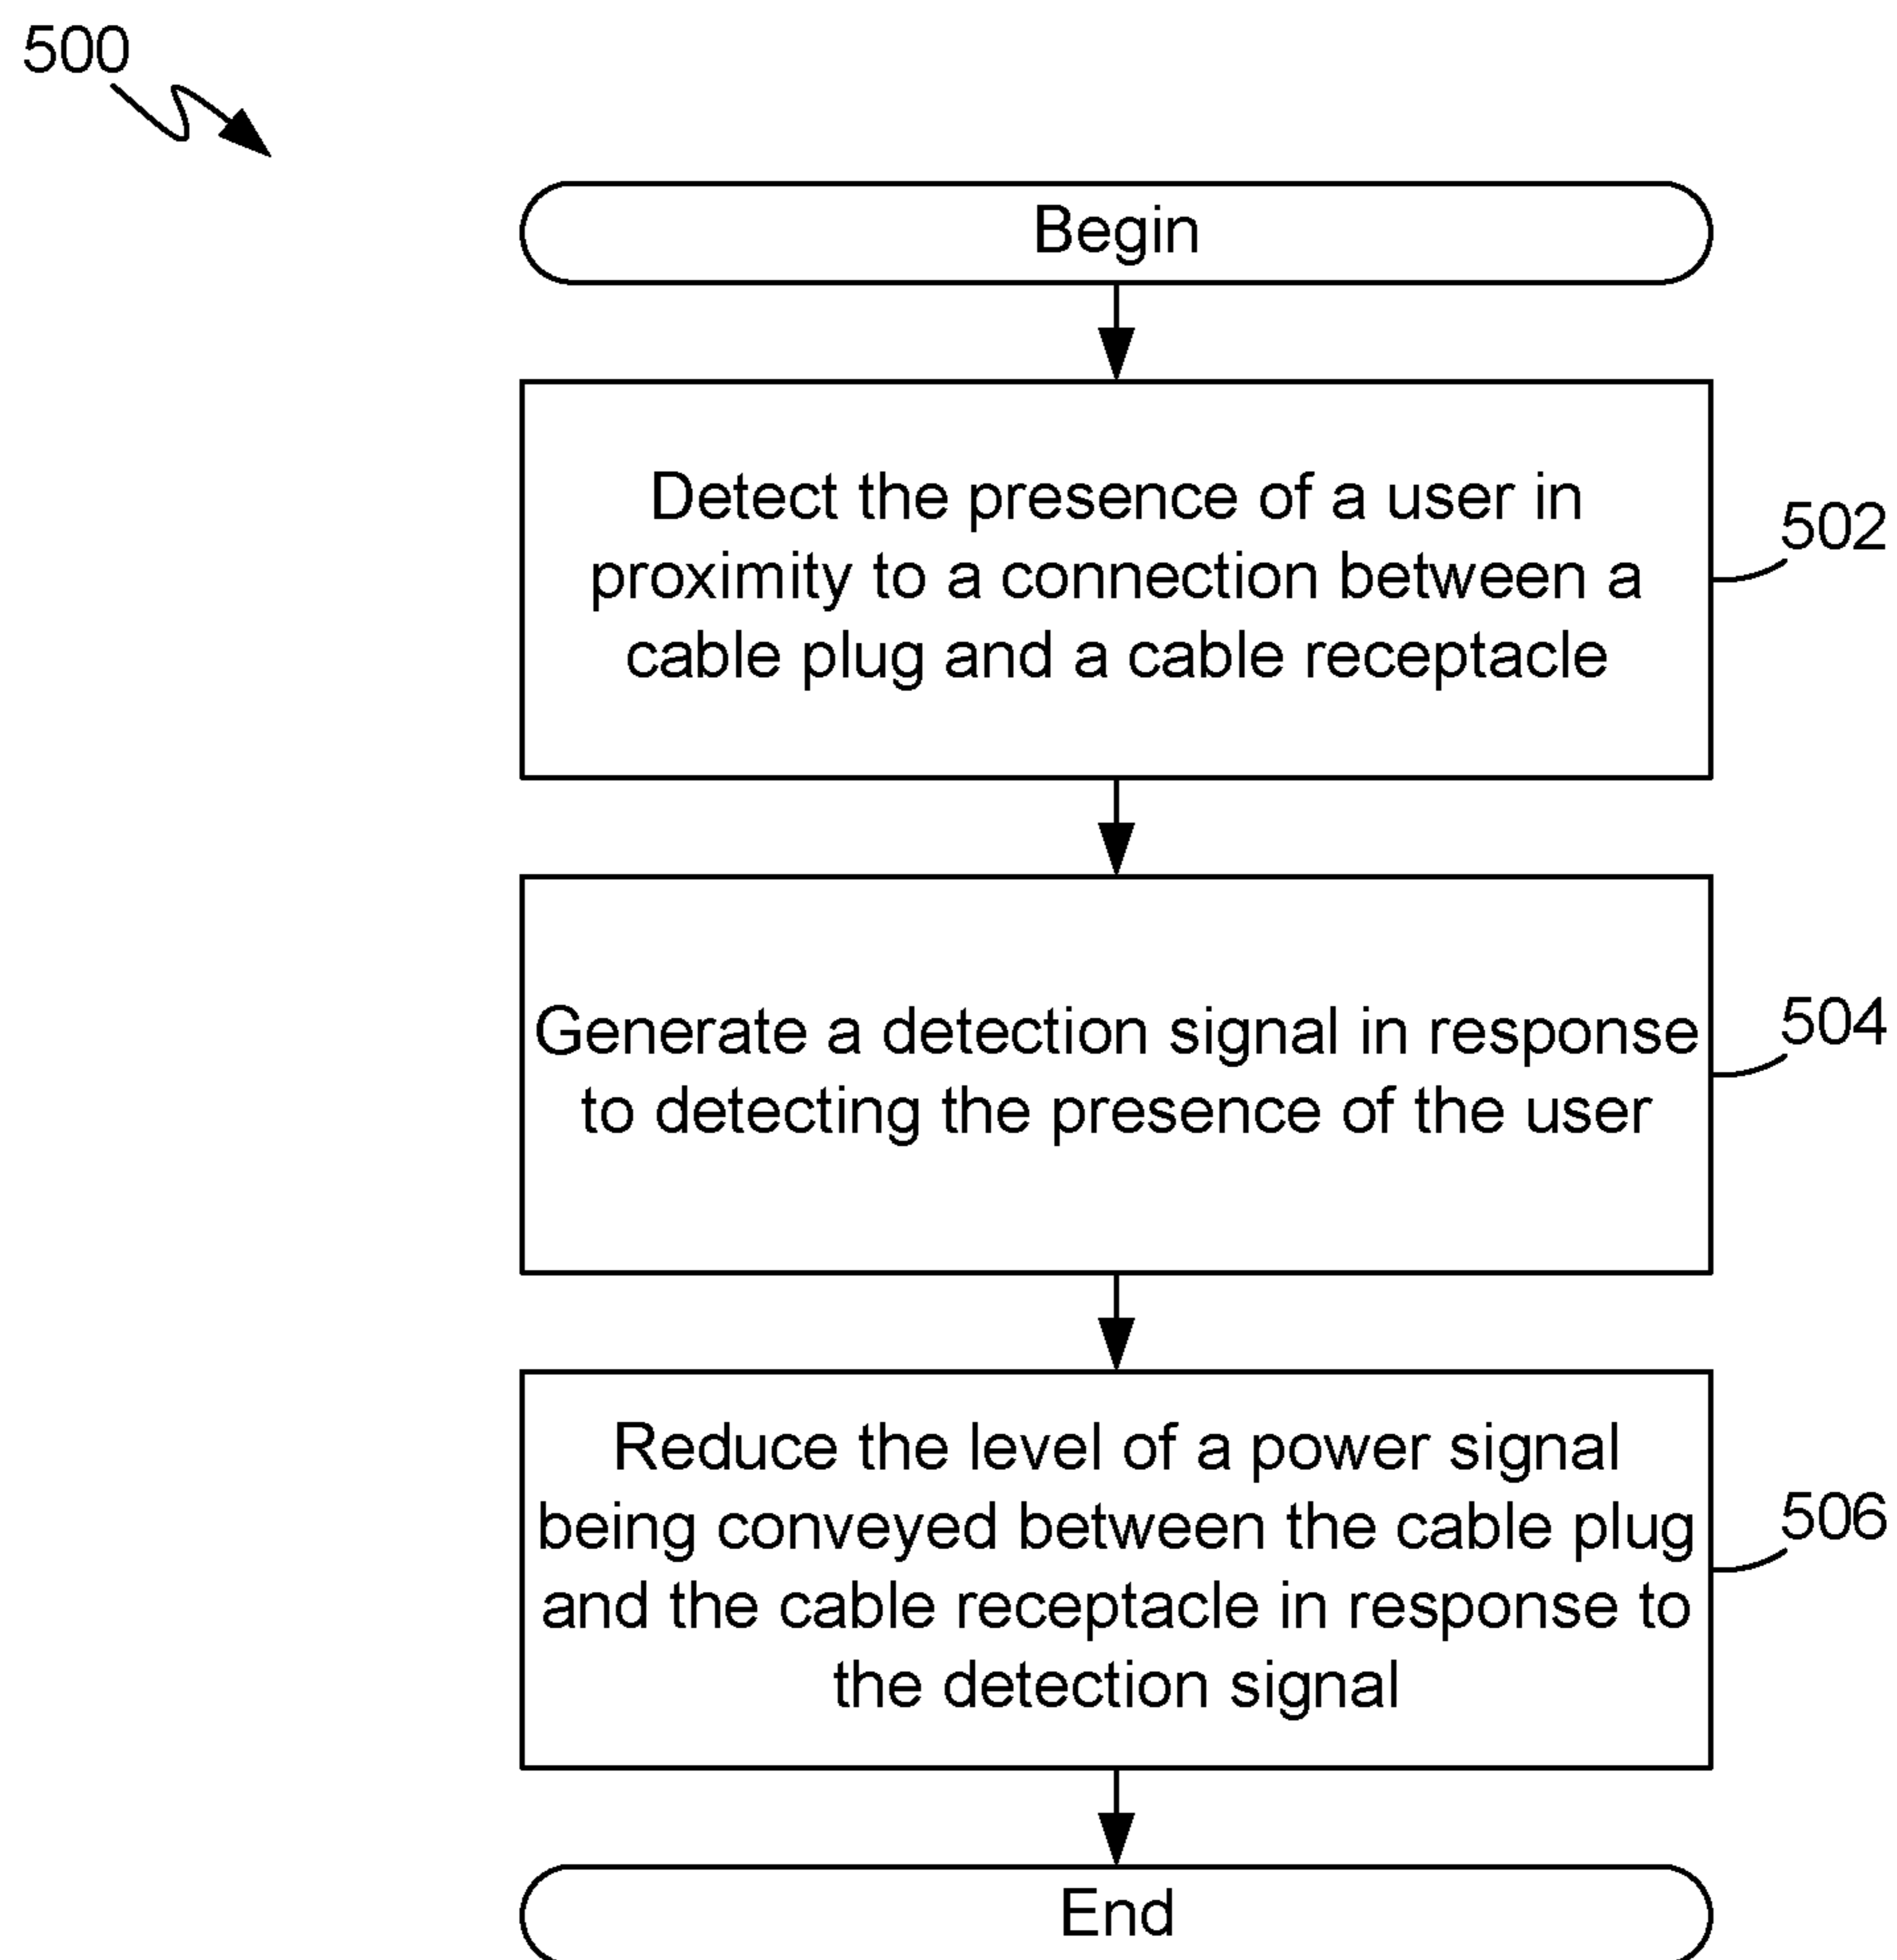 500
Begin
Detect the presence of a user in
proximity to a connection between a
cable plug and a cable receptacle
502
Generate a detection signal in response
to detecting the presence of the user
504
Reduce the level of a power signal
being conveyed between the cable plug
and the cable receptacle in response to
the detection signal
506
End